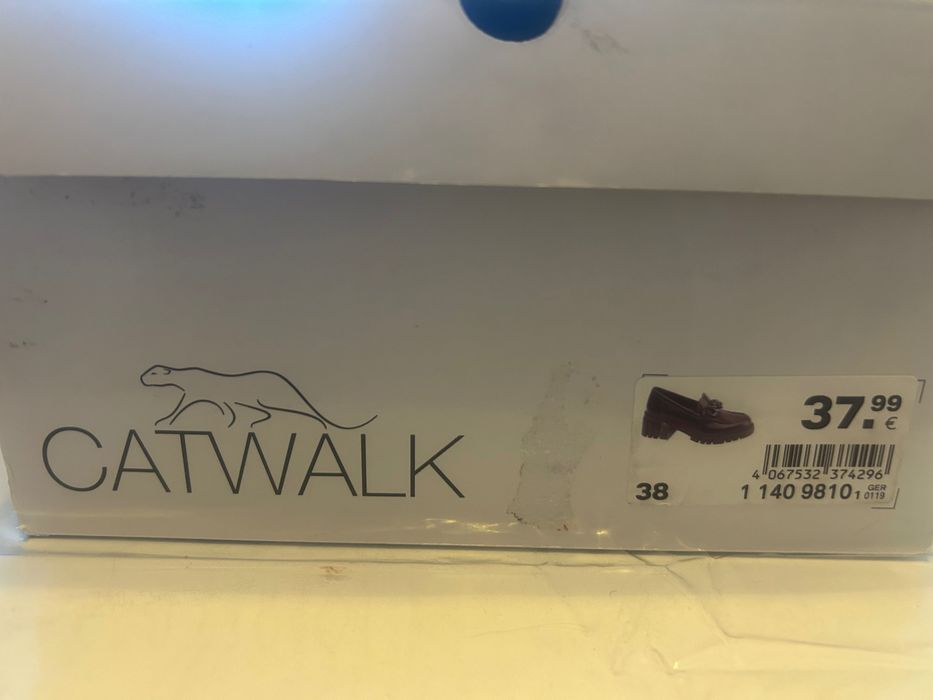 CATWALK
37.99 €
4 067532 374296
38
1 140 9810 1 GER 0119